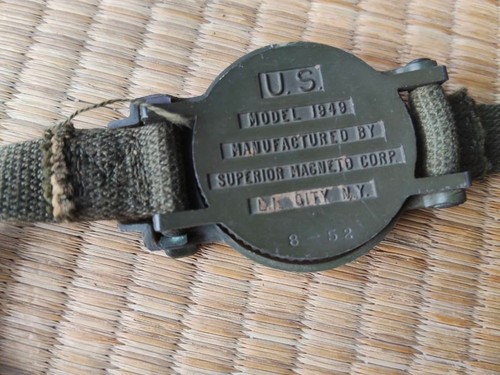 U.S.
MODEL 1949
MANUFACTURED BY
SUPERIOR MAGNETO CORP.
L.I. CITY N.Y.
8-52